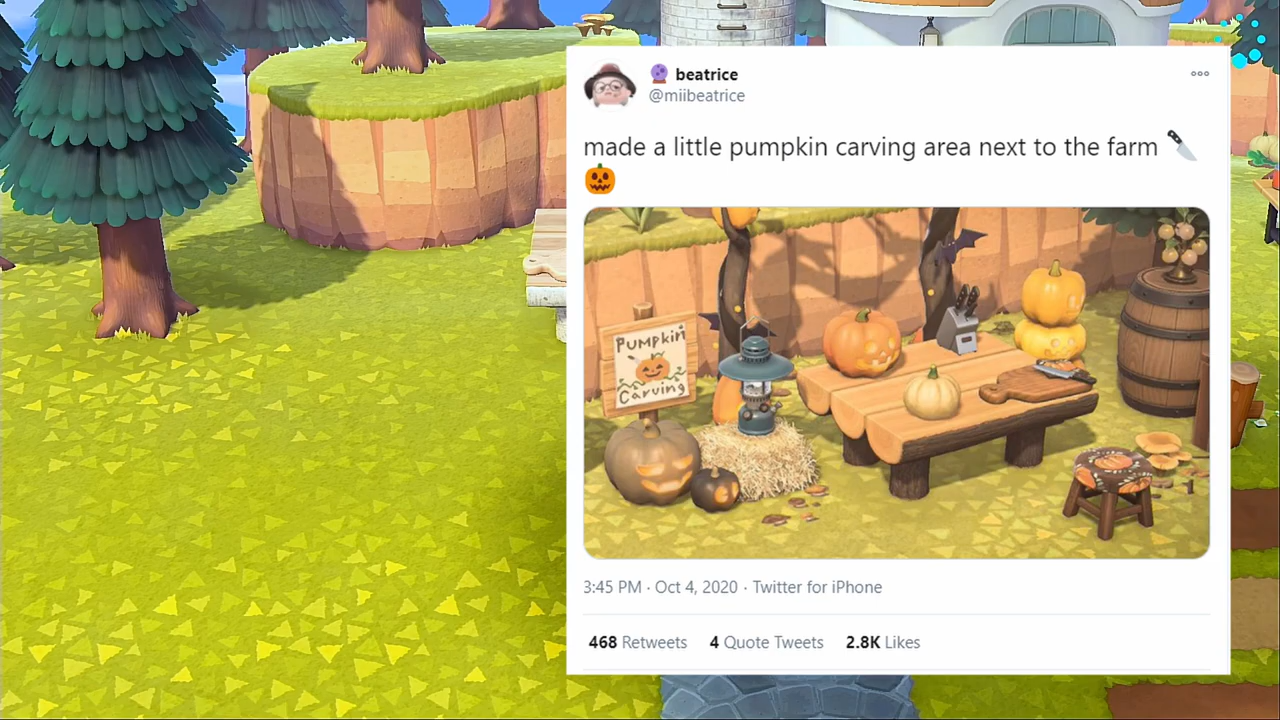 🔮 beatrice
@miibeatrice
made a little pumpkin carving area next to the farm 🔪
🎃
PUMPKin
Carving
3:45 PM · Oct 4, 2020 · Twitter for iPhone
468 Retweets 4 Quote Tweets 2.8K Likes